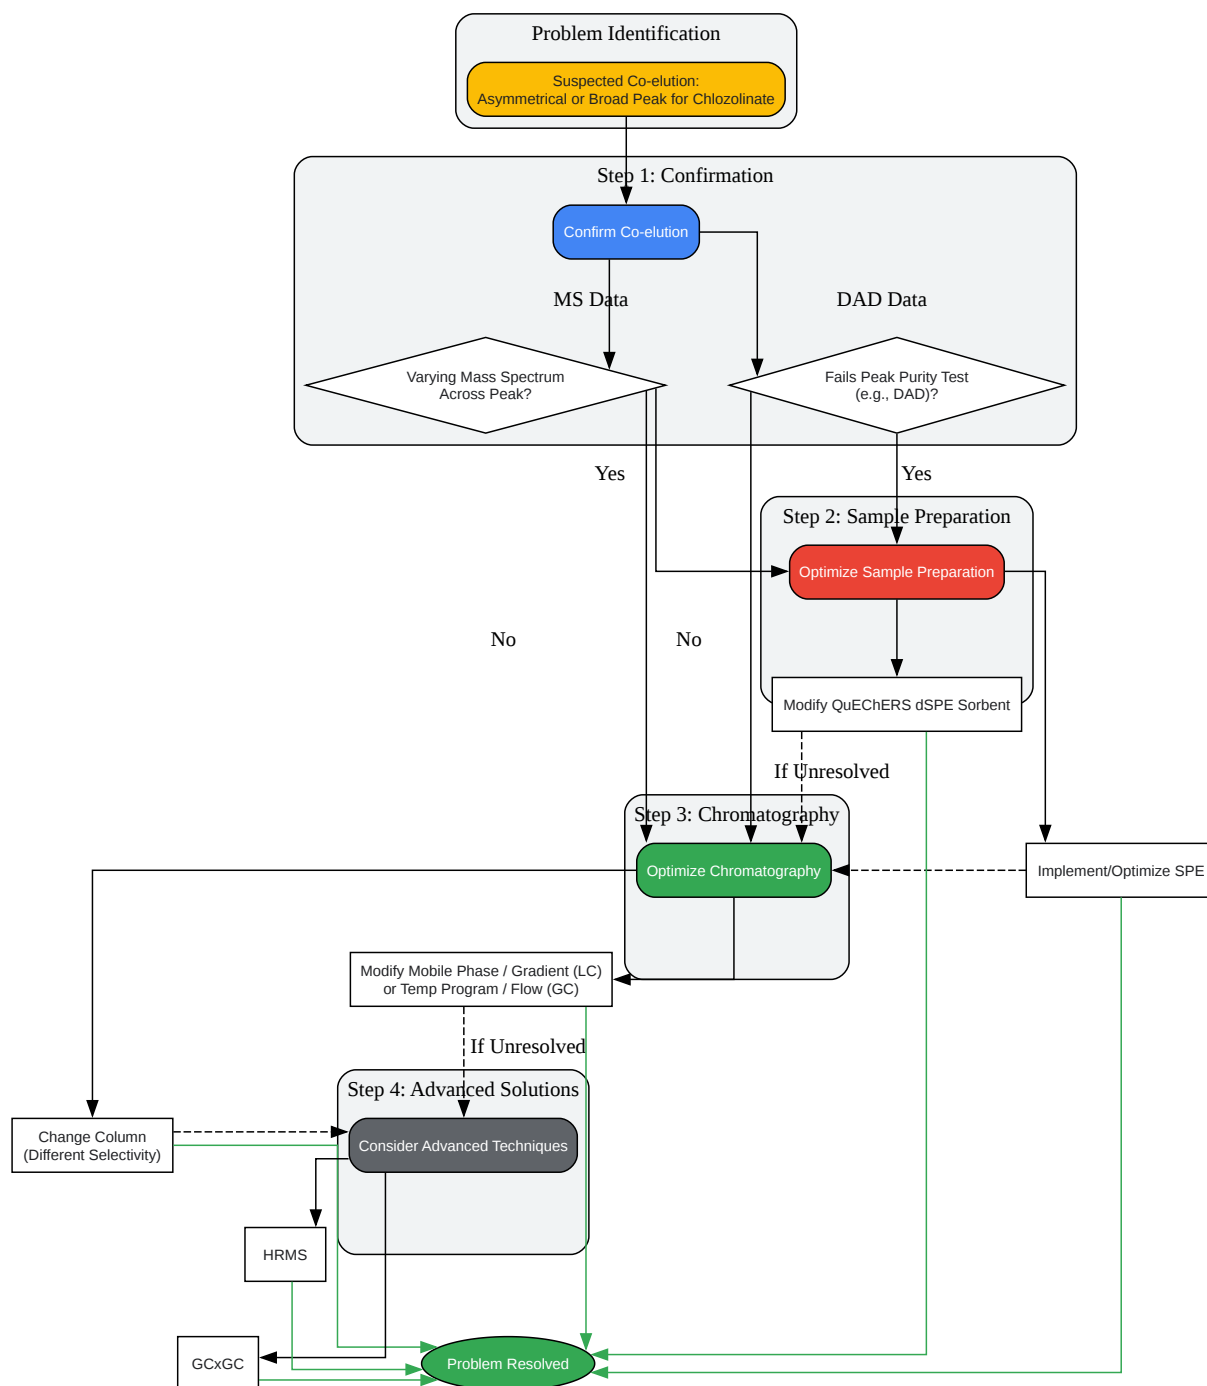 Problem Identification
Suspected Co-elution:
Asymmetrical or Broad Peak for Chlozolinate
Step 1: Confirmation
Confirm Co-elution
MS Data
DAD Data
Varying Mass Spectrum
Across Peak?
Fails Peak Purity Test
(e.g., DAD)?
Yes
Yes
Step 2: Sample Preparation
Optimize Sample Preparation
No
No
Modify QuEChERS dSPE Sorbent
If Unresolved
Step 3: Chromatography
Optimize Chromatography
Implement/Optimize SPE
Modify Mobile Phase / Gradient (LC)
or Temp Program / Flow (GC)
If Unresolved
Step 4: Advanced Solutions
Change Column
(Different Selectivity)
Consider Advanced Techniques
HRMS
GCxGC
Problem Resolved